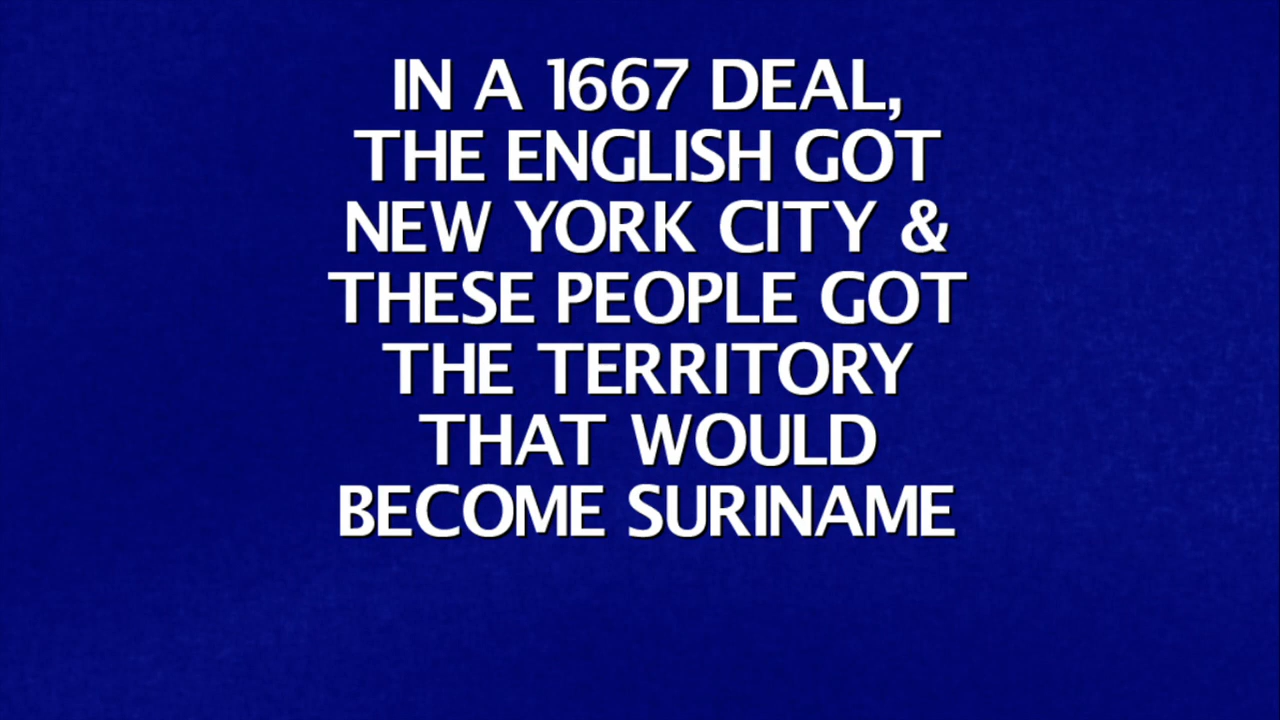 IN A 1667 DEAL,
THE ENGLISH GOT
NEW YORK CITY &
THESE PEOPLE GOT
THE TERRITORY
THAT WOULD
BECOME SURINAME